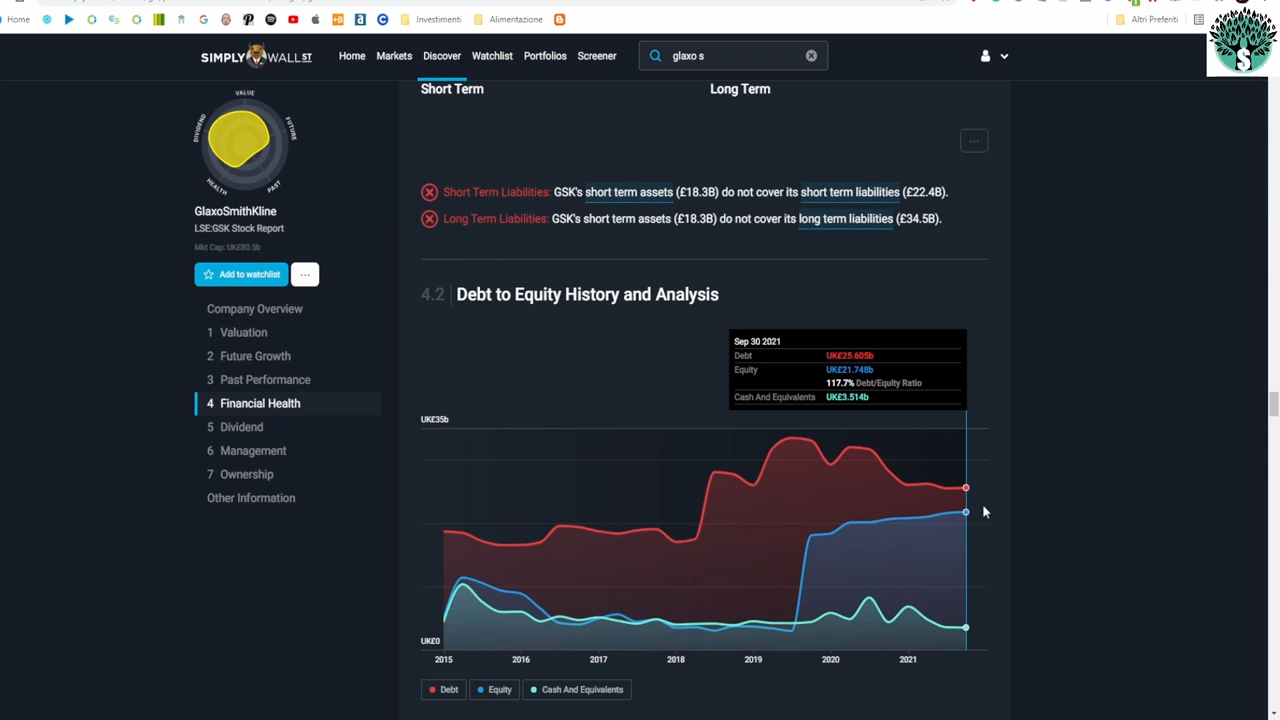 Home
Investimenti
Alimentazione
Altri Preferiti
SIMPLY WALL ST
Home
Markets
Discover
Watchlist
Portfolios
Screener
glaxo s
VALUE
FUTURE
PAST
HEALTH
DIVIDEND
GlaxoSmithKline
LSE:GSK Stock Report
Mkt Cap: UK£80.5b
Add to watchlist
...
Company Overview
1 Valuation
2 Future Growth
3 Past Performance
4 Financial Health
5 Dividend
6 Management
7 Ownership
Other Information
Short Term
Long Term
...
Short Term Liabilities: GSK's short term assets (£18.3B) do not cover its short term liabilities (£22.4B).
Long Term Liabilities: GSK's short term assets (£18.3B) do not cover its long term liabilities (£34.5B).
4.2 Debt to Equity History and Analysis
Sep 30 2021
Debt UK£25.605b
Equity UK£21.748b
117.7% Debt/Equity Ratio
Cash And Equivalents UK£3.514b
UK£35b
UK£0
2015 2016 2017 2018 2019 2020 2021
Debt
Equity
Cash And Equivalents